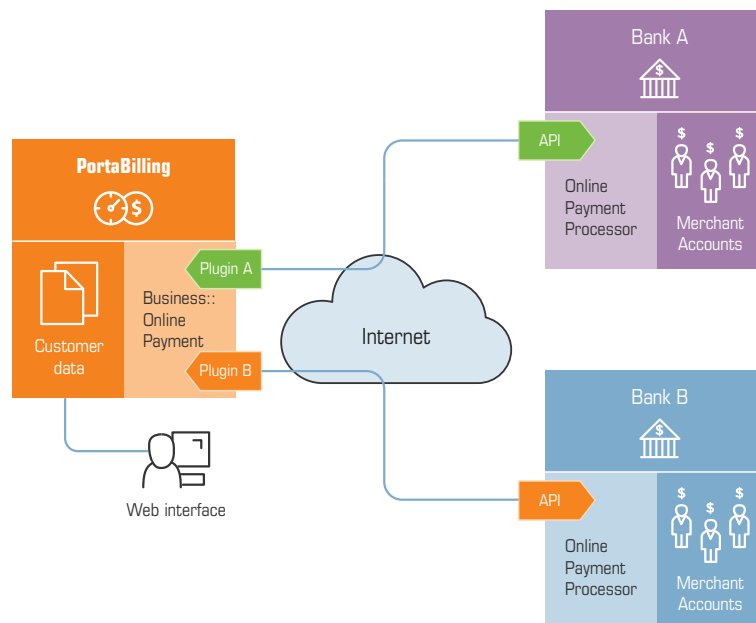 PortaBilling
$
Customer
data
Business::
Online
Payment
Plugin A
Plugin B
Web interface
Internet
Bank A
$
API
Online
Payment
Processor
$ $ $
Merchant
Accounts
Bank B
$
API
Online
Payment
Processor
$ $ $
Merchant
Accounts